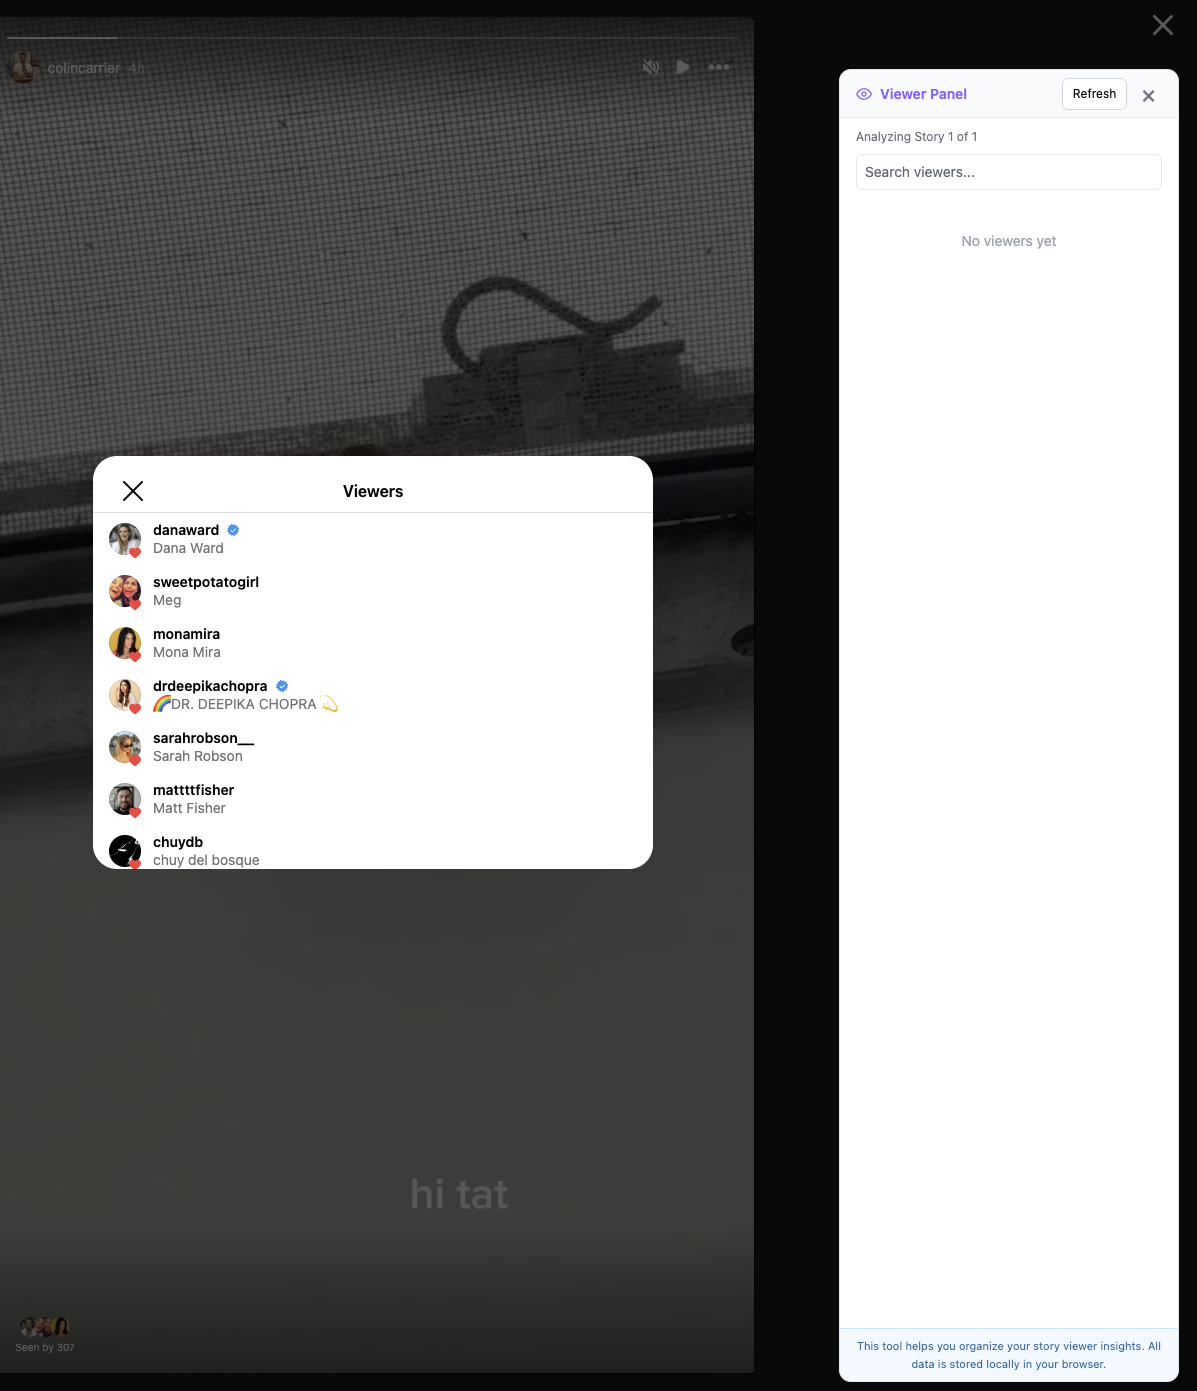 colincarrier 4h
Viewer Panel
Refresh
Analyzing Story 1 of 1
Search viewers...
No viewers yet
Viewers
danaward
Dana Ward
sweetpotatogirl
Meg
monamira
Mona Mira
drdeepikachopra
🌈DR. DEEPIKA CHOPRA 💫
sarahrobson__
Sarah Robson
mattttfisher
Matt Fisher
chuydb
chuy del bosque
hi tat
Seen by 307
This tool helps you organize your story viewer insights. All
data is stored locally in your browser.